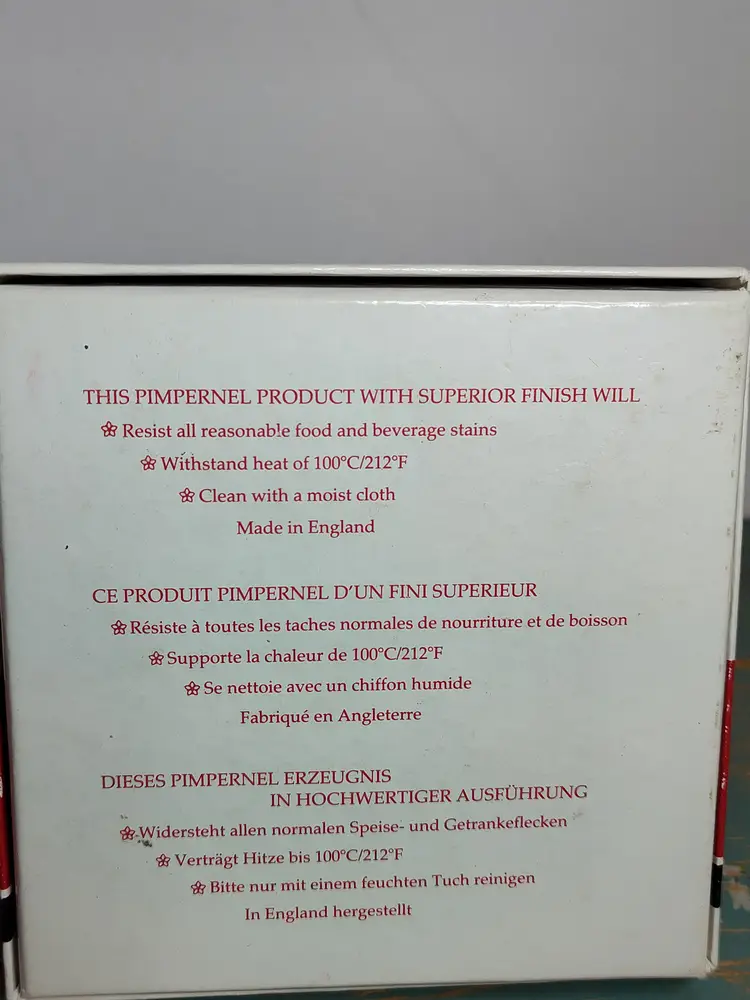 THIS PIMPERNEL PRODUCT WITH SUPERIOR FINISH WILL
Resist all reasonable food and beverage stains
Withstand heat of 100°C/212°F
Clean with a moist cloth
Made in England
CE PRODUIT PIMPERNEL D'UN FINI SUPERIEUR
Résiste à toutes les taches normales de nourriture et de boisson
Supporte la chaleur de 100°C/212°F
Se nettoie avec un chiffon humide
Fabriqué en Angleterre
DIESES PIMPERNEL ERZEUGNIS
IN HOCHWERTIGER AUSFÜHRUNG
Widersteht allen normalen Speise- und Getrankeflecken
Verträgt Hitze bis 100°C/212°F
Bitte nur mit einem feuchten Tuch reinigen
In England hergestellt